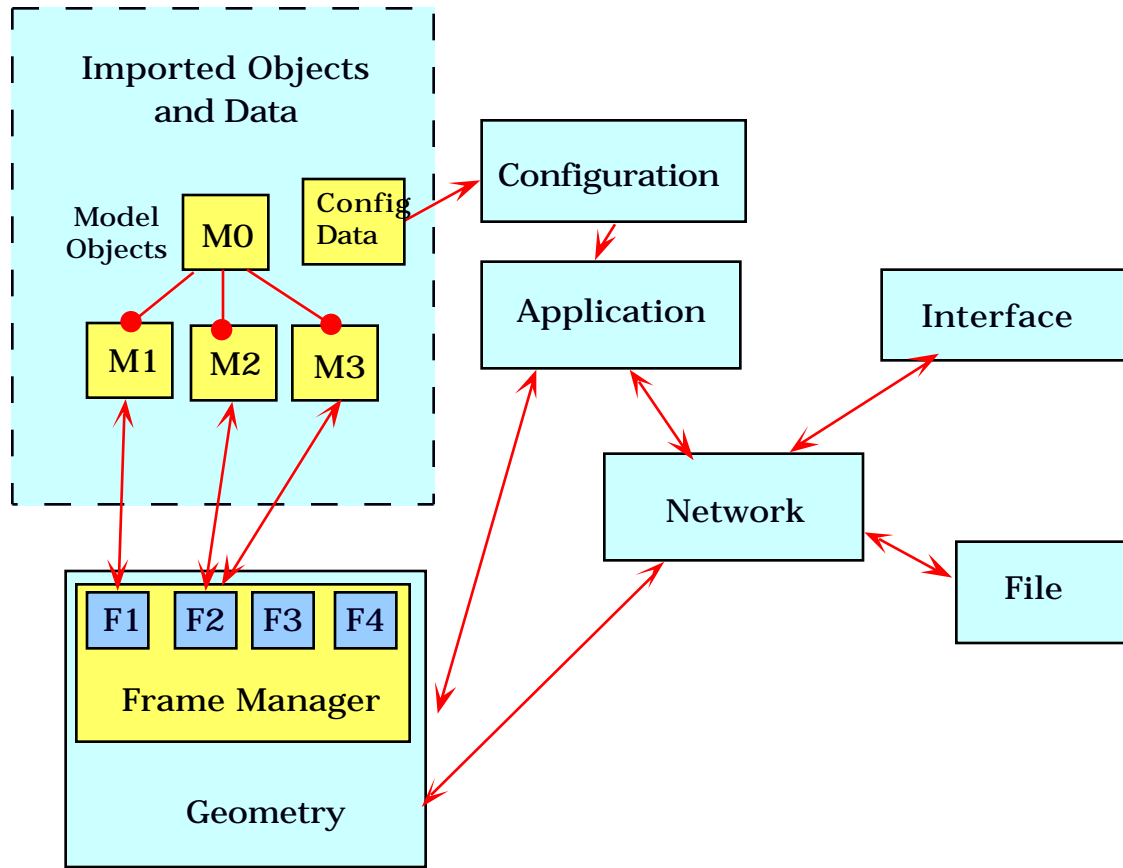 Imported Objects
and Data
Configuration
Config
Data
Model
Objects
M0
Application
Interface
M1
M2
M3
Network
File
F1
F2
F3
F4
Frame Manager
Geometry